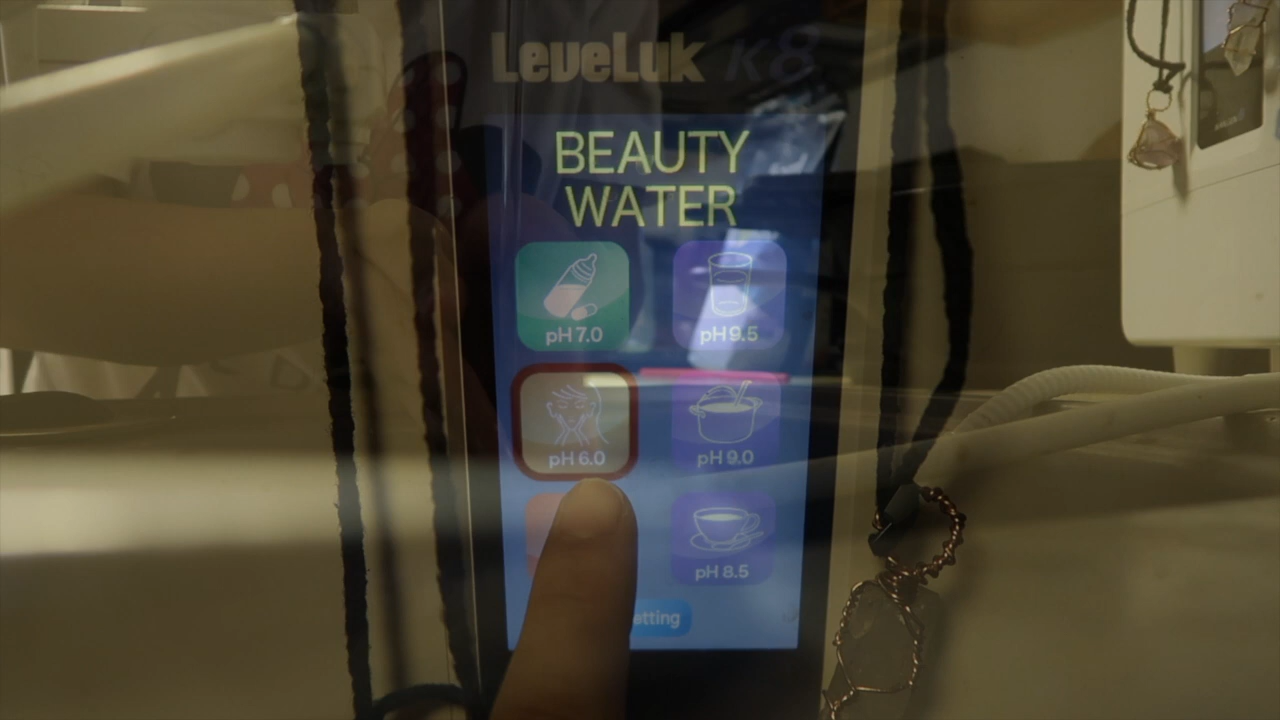 LeveLuk K8
BEAUTY
WATER
pH 7.0
pH 9.5
pH 6.0
pH 9.0
pH 8.5
etting